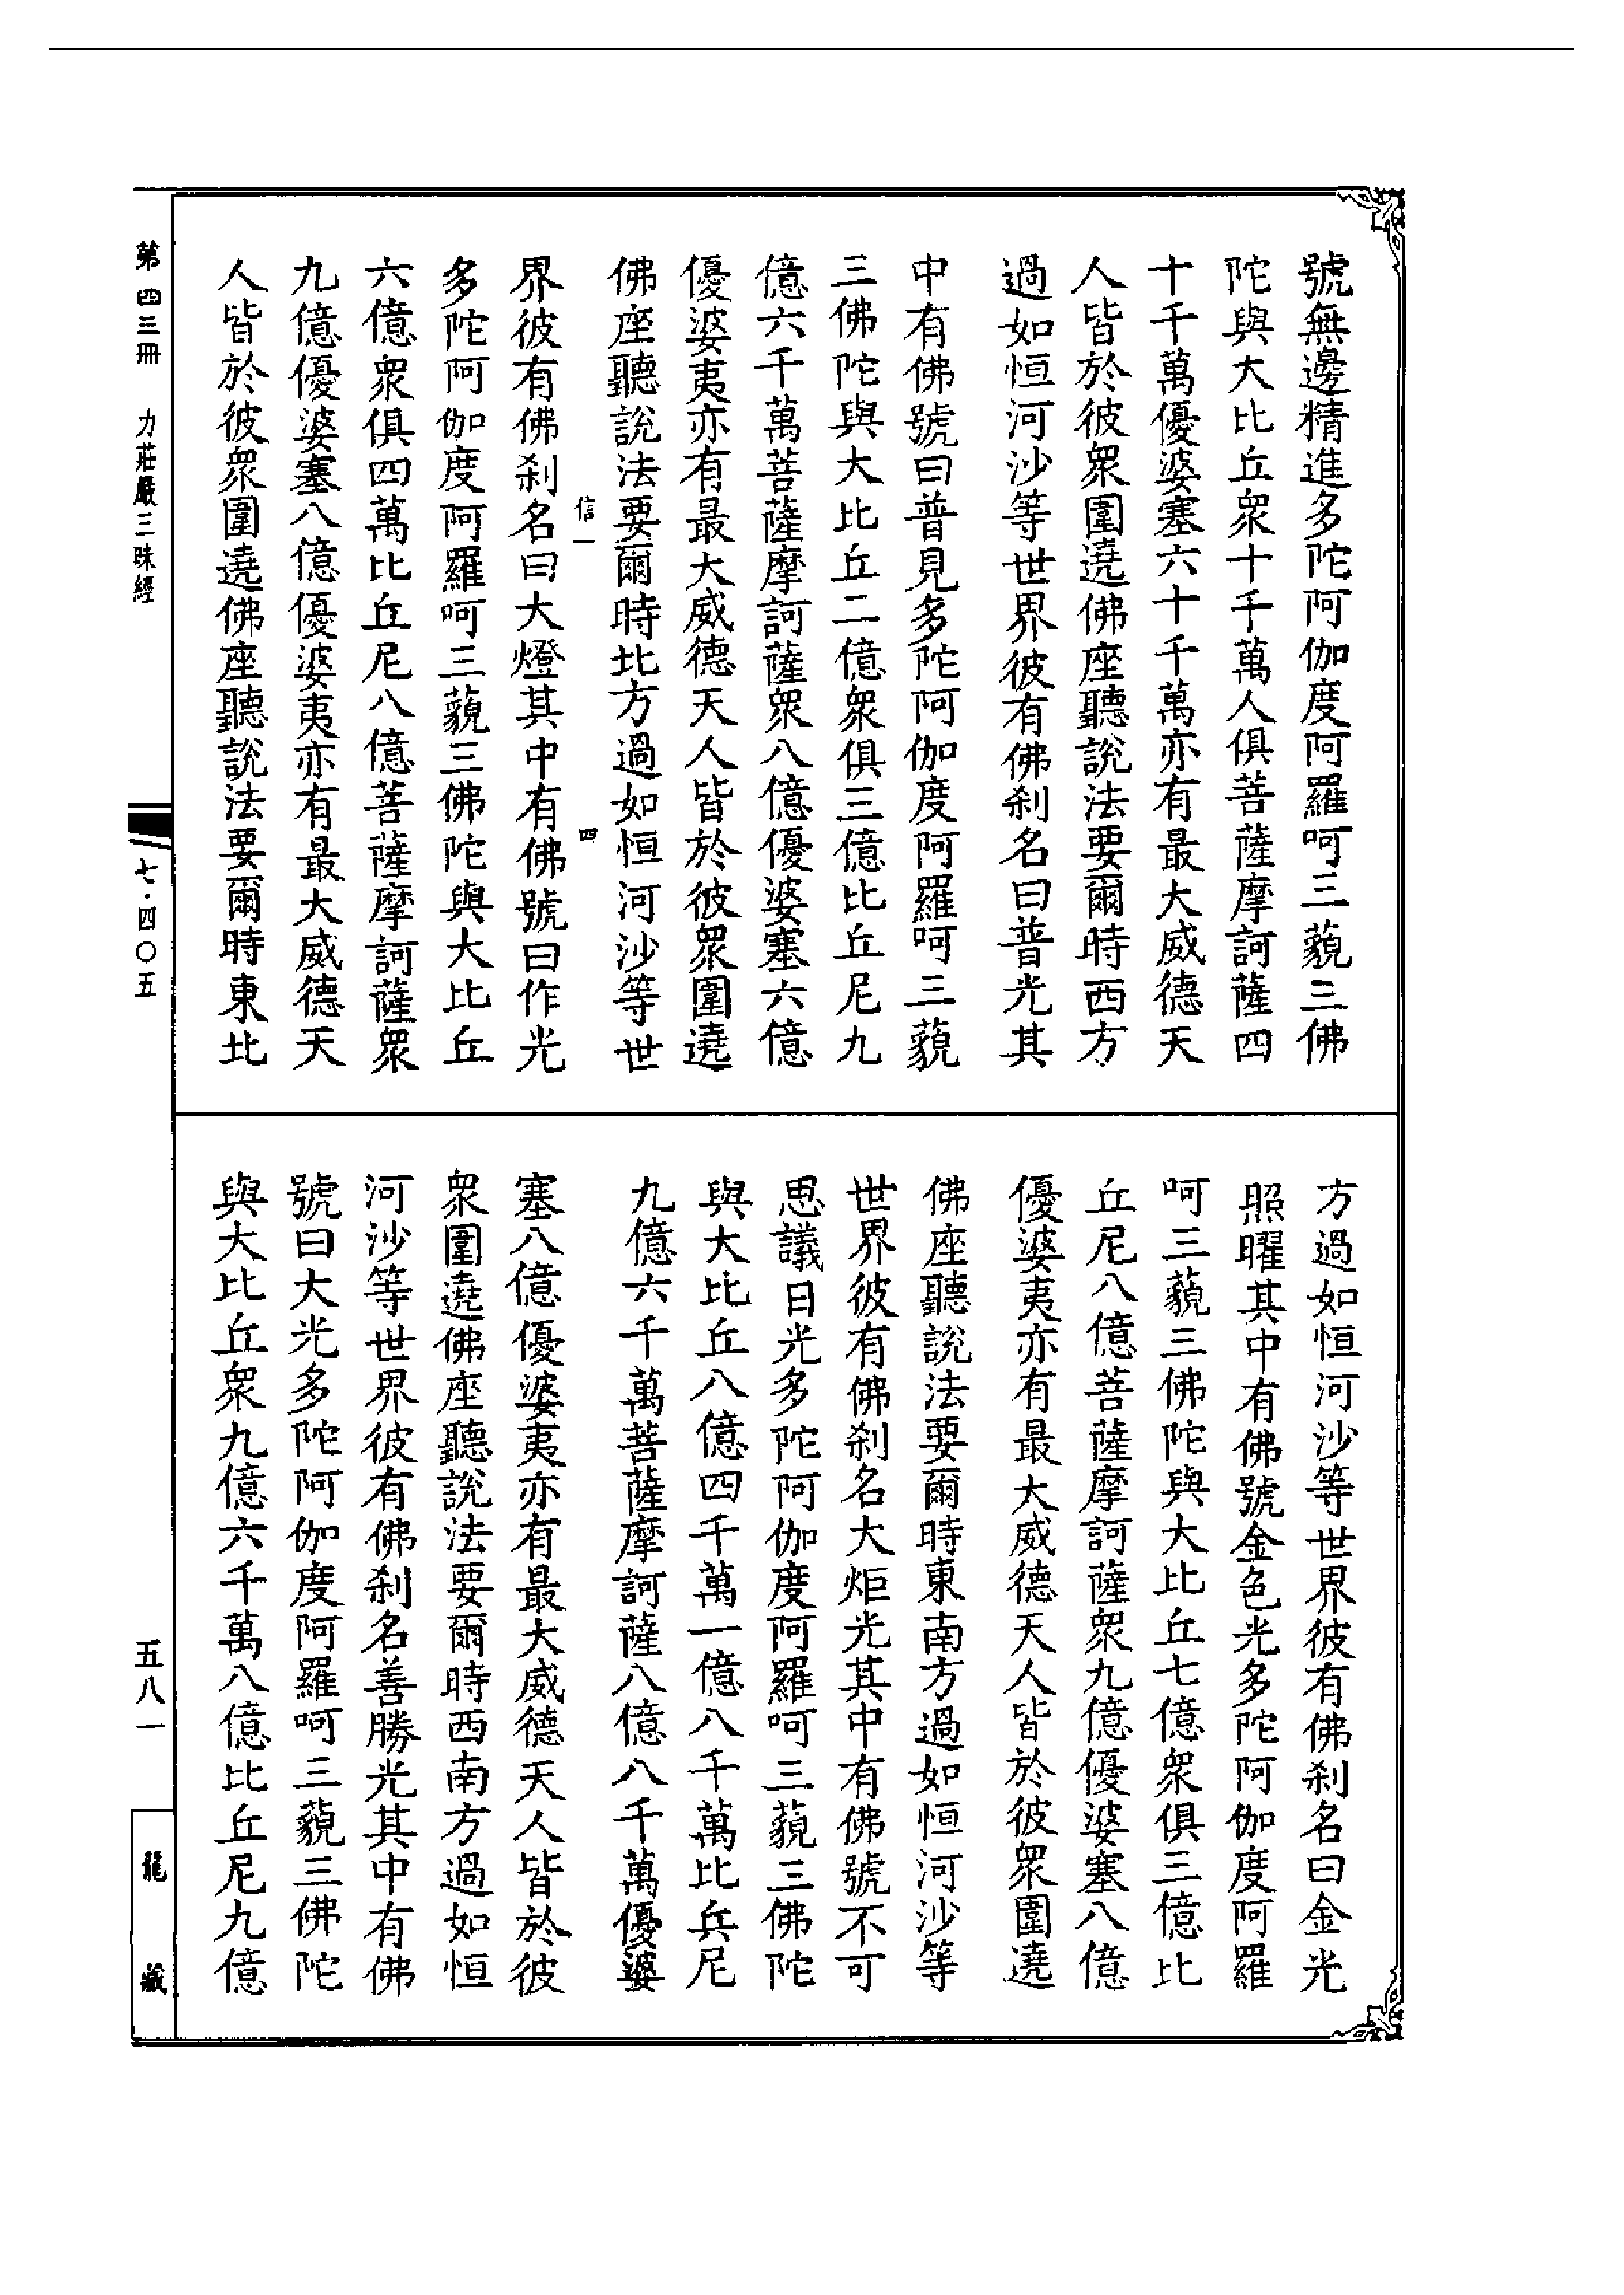 號無邊精進多陀阿伽度阿羅呵三藐三佛
陀與大比丘衆十千萬人俱菩薩摩訶薩四
十千萬優婆塞六十千萬亦有最大威德天
人皆於彼衆圍遶佛座聽說法要爾時西方
過如恒河沙等世界彼有佛刹名曰普光其
中有佛號曰普見多陀阿伽度阿羅呵三藐
三佛陀與大比丘二億衆俱三億比丘尼九
億六千萬菩薩摩訶薩衆八億優婆塞六億
優婆夷亦有最大威德天人皆於彼衆圍遶
佛座聽說法要爾時北方過如恒河沙等世
信一 四
界彼有佛刹名曰大燈其中有佛號曰作光
多陀阿伽度阿羅呵三藐三佛陀與大比丘
六億衆俱四萬比丘尼八億菩薩摩訶薩衆
九億優婆塞八億優婆夷亦有最大威德天
人皆於彼衆圍遶佛座聽說法要爾時東北
方過如恒河沙等世界彼有佛刹名曰金光
照曜其中有佛號金色光多陀阿伽度阿羅
呵三藐三佛陀與大比丘七億衆俱三億比
丘尼八億菩薩摩訶薩衆九億優婆塞八億
優婆夷亦有最大威德天人皆於彼衆圍遶
佛座聽說法要爾時東南方過如恒河沙等
世界彼有佛刹名大炬光其中有佛號不可
思議日光多陀阿伽度阿羅呵三藐三佛陀
與大比丘八億四千萬一億八千萬比兵尼
九億六千萬菩薩摩訶薩八億八千萬優婆
塞八億優婆夷亦有最大威德天人皆於彼
衆圍遶佛座聽說法要爾時西南方過如恒
河沙等世界彼有佛刹名善勝光其中有佛
號曰大光多陀阿伽度阿羅呵三藐三佛陀
與大比丘衆九億六千萬八億比丘尼九億
第四三冊 力莊嚴三昧經
七·四〇五
五八一
龍藏